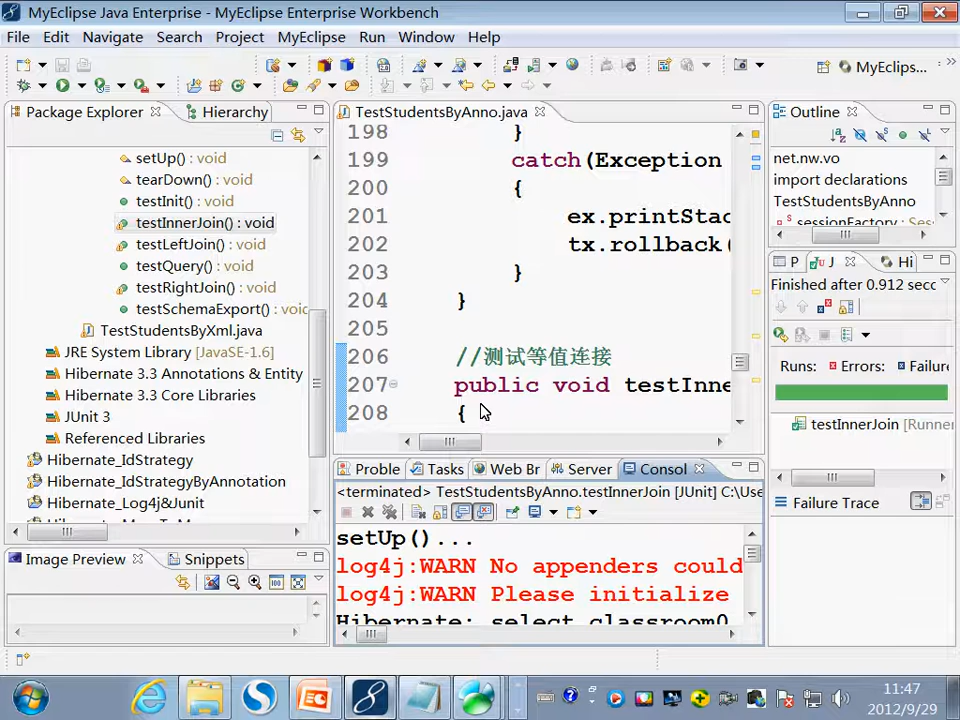 MyEclipse Java Enterprise - MyEclipse Enterprise Workbench
File Edit Navigate Search Project MyEclipse Run Window Help
MyEclips...
Package Explorer
Hierarchy
setUp() : void
tearDown() : void
testInit() : void
testInnerJoin() : void
testLeftJoin() : void
testQuery() : void
testRightJoin() : void
testSchemaExport() : voic
TestStudentsByXml.java
JRE System Library [JavaSE-1.6]
Hibernate 3.3 Annotations & Entity
Hibernate 3.3 Core Libraries
JUnit 3
Referenced Libraries
Hibernate_IdStrategy
Hibernate_IdStrategyByAnnotation
Hibernate_Log4j&Junit
Image Preview
Snippets
TestStudentsByAnno.java
198 }
199 catch(Exception
200 {
201 ex.printStac
202 tx.rollback(
203 }
204 }
205
206 //测试等值连接
207 public void testInne
208 {
Proble Tasks Web Br Server Consol
<terminated> TestStudentsByAnno.testInnerJoin [JUnit] C:\Use
setUp()...
log4j:WARN No appenders could
log4j:WARN Please initialize
Hibernate: select classroom0
Outline
net.nw.vo
import declarations
TestStudentsByAnno
sessionFactory
P J Hi
Finished after 0.912 secc
Runs: Errors: Failure
testInnerJoin [Runner
Failure Trace
11:47
2012/9/29